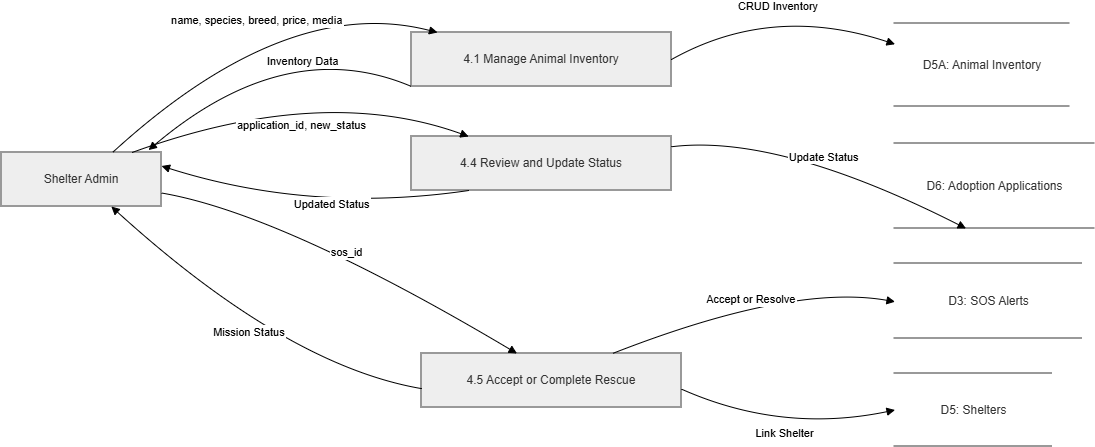 CRUD Inventory
name, species, breed, price, media
4.1 Manage Animal Inventory
Inventory Data
D5A: Animal Inventory
application_id, new_status
4.4 Review and Update Status
Update Status
Shelter Admin
D6: Adoption Applications
Updated Status
sos_id
Accept or Resolve
D3: SOS Alerts
Mission Status
4.5 Accept or Complete Rescue
D5: Shelters
Link Shelter